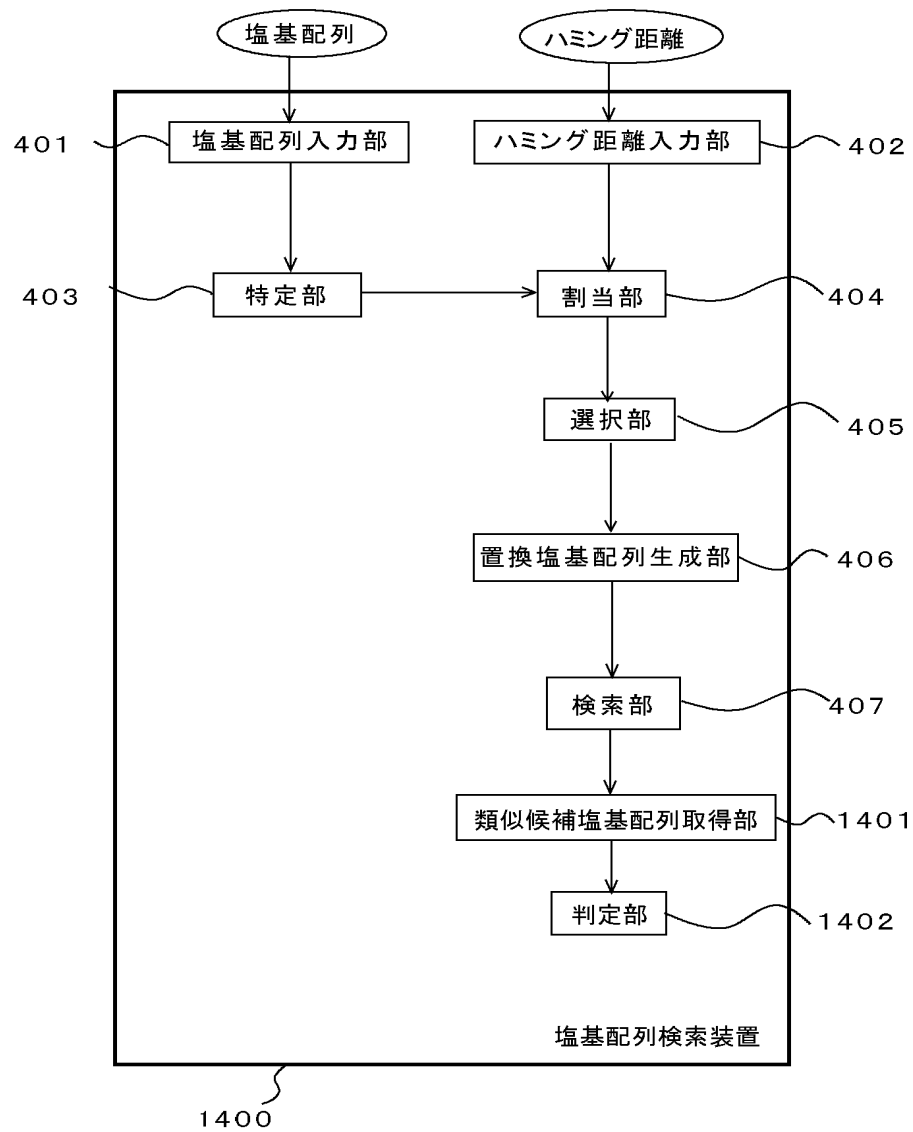 塩基配列
ハミング距離
401
塩基配列入力部
ハミング距離入力部
402
403
特定部
割当部
404
選択部
405
置換塩基配列生成部
406
検索部
407
類似候補塩基配列取得部
1401
判定部
1402
塩基配列検索装置
1400